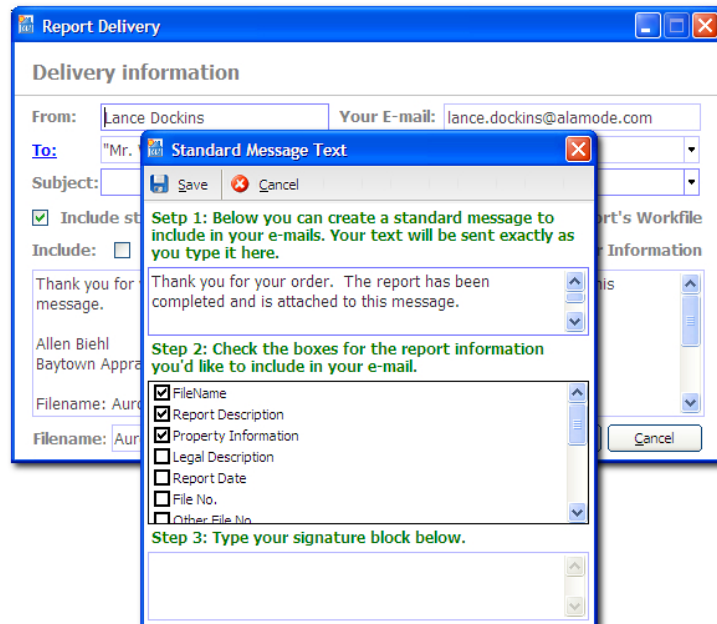 Report Delivery
Delivery information
From: Lance Dockins Your E-mail: lance.dockins@alamode.com
To: "Mr.
Subject:
Include rt's Workfile
Include: Information
Thank you for his
message.
Allen Biehl
Baytown Appra
Filename: Auro
Filename: Aur Cancel
Standard Message Text
Save Cancel
Setp 1: Below you can create a standard message to
include in your e-mails. Your text will be sent exactly as
you type it here.
Thank you for your order. The report has been
completed and is attached to this message.
Step 2: Check the boxes for the report information
you'd like to include in your e-mail.
FileName
Report Description
Property Information
Legal Description
Report Date
File No.
Other File No
Step 3: Type your signature block below.